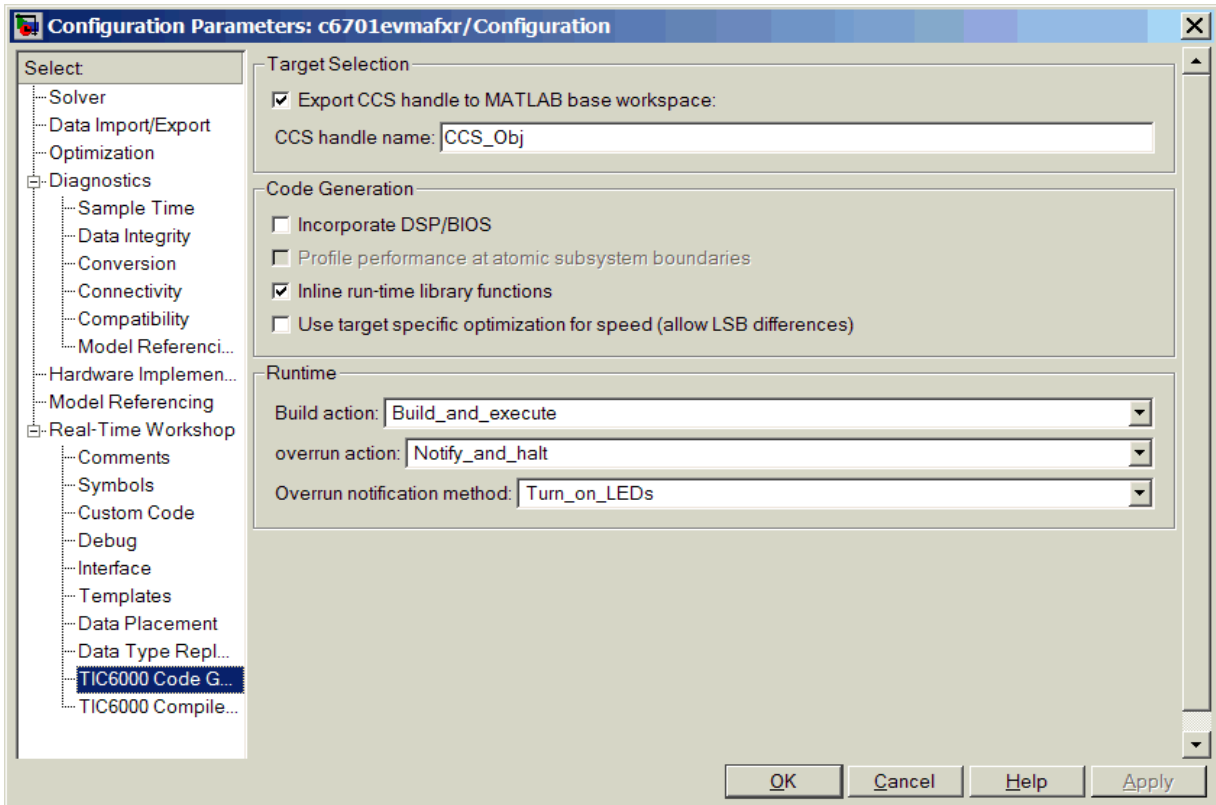 Configuration Parameters: c6701evmafxr/Configuration
Select:
Solver
Data Import/Export
Optimization
Diagnostics
Sample Time
Data Integrity
Conversion
Connectivity
Compatibility
Model Referenci...
Hardware Implemen...
Model Referencing
Real-Time Workshop
Comments
Symbols
Custom Code
Debug
Interface
Templates
Data Placement
Data Type Repl...
TIC6000 Code G...
TIC6000 Compile...
Target Selection
Export CCS handle to MATLAB base workspace:
CCS handle name: CCS_Obj
Code Generation
Incorporate DSP/BIOS
Profile performance at atomic subsystem boundaries
Inline run-time library functions
Use target specific optimization for speed (allow LSB differences)
Runtime
Build action: Build_and_execute
overrun action: Notify_and_halt
Overrun notification method: Turn_on_LEDs
OK Cancel Help Apply